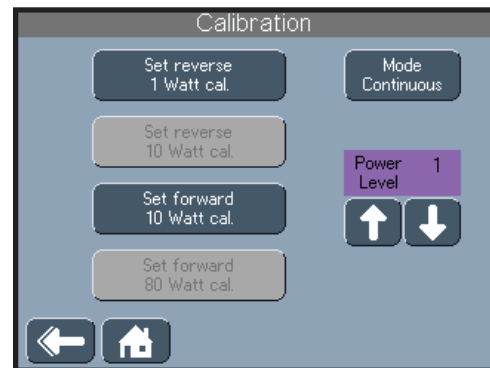 Calibration
Set reverse
1 Watt cal.
Mode
Continuous
Set reverse
10 Watt cal.
Power 1
Level
Set forward
10 Watt cal.
Set forward
80 Watt cal.